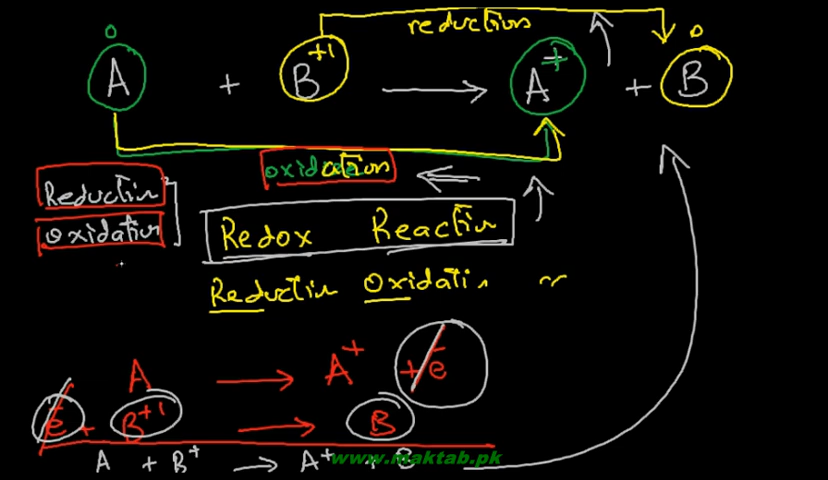 reduction
0 0
A + B+1 → A+ + B
oxidation
Reduction
Oxidation
Redox Reaction
Reduction Oxidation
A → A+ + e
e + B+1 → B
A + B+ → A+ + B
www.maktab.pk